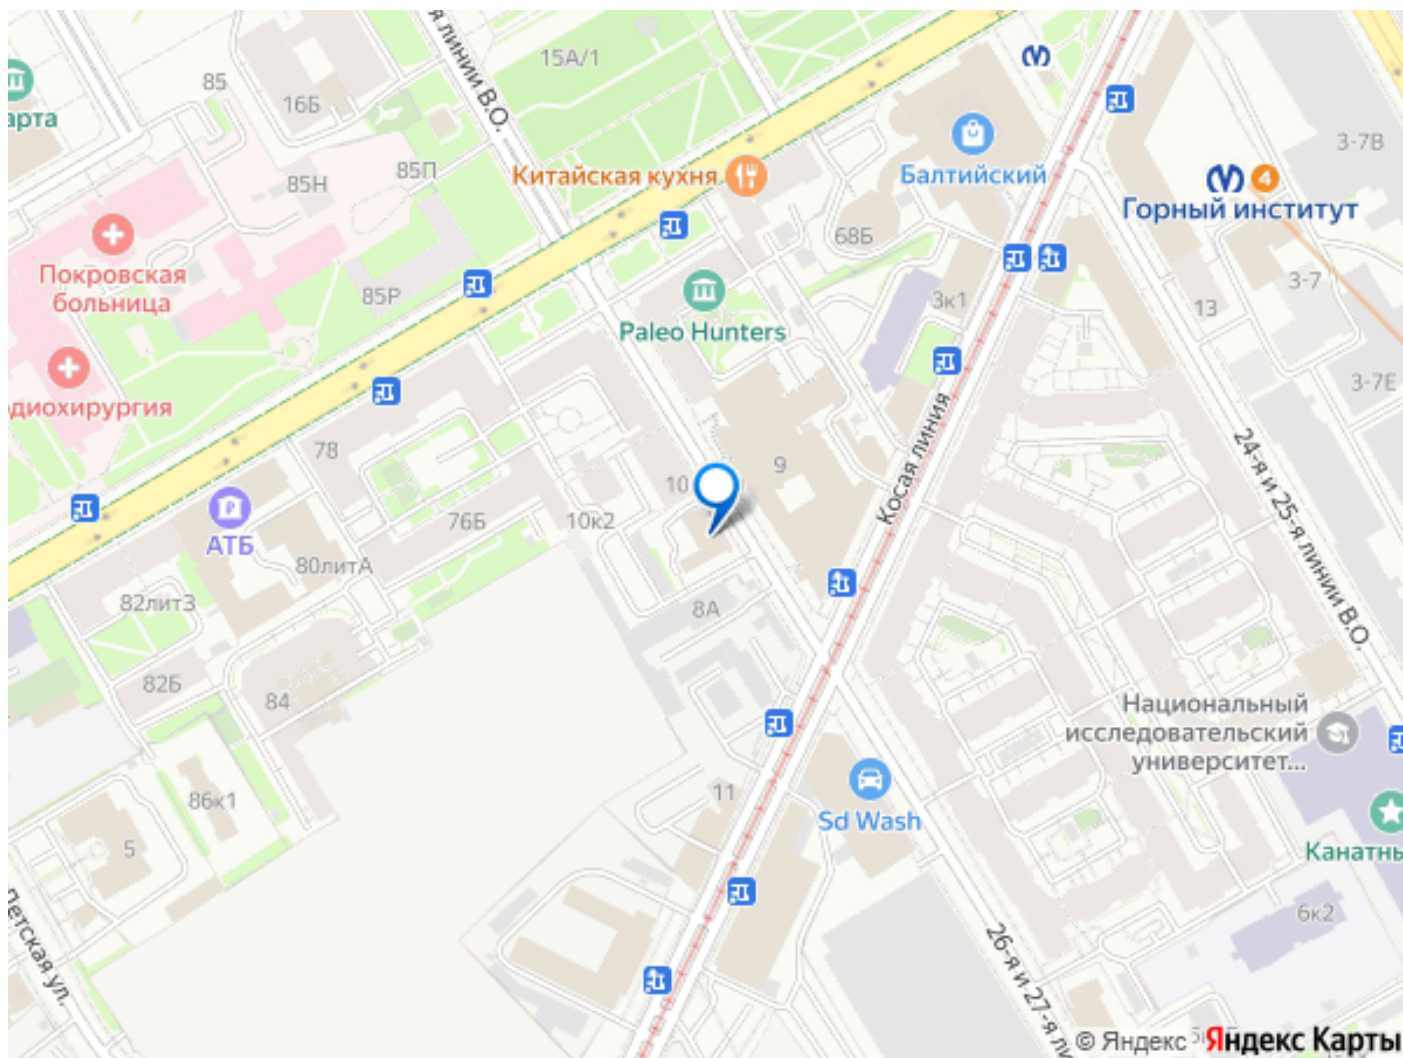 я линии В.О.
15А/1
85
16Б
арта
85П
85Н
Китайская кухня
Балтийский
3-7В
4
Горный институт
68Б
Покровская
больница
85Р
Paleo Hunters
3к1
13
3-7
3-7Е
диохирургия
78
Косая линия
24-я и 25-я линии В.О.
10
9
АТБ
76Б
10к2
80литА
82лит3
8А
82Б
84
Национальный
исследовательский
университет...
86к1
11
Sd Wash
5
Канатны
6к2
Детская ул.
26-я и 27-я ли
© Яндекс
Яндекс Карты